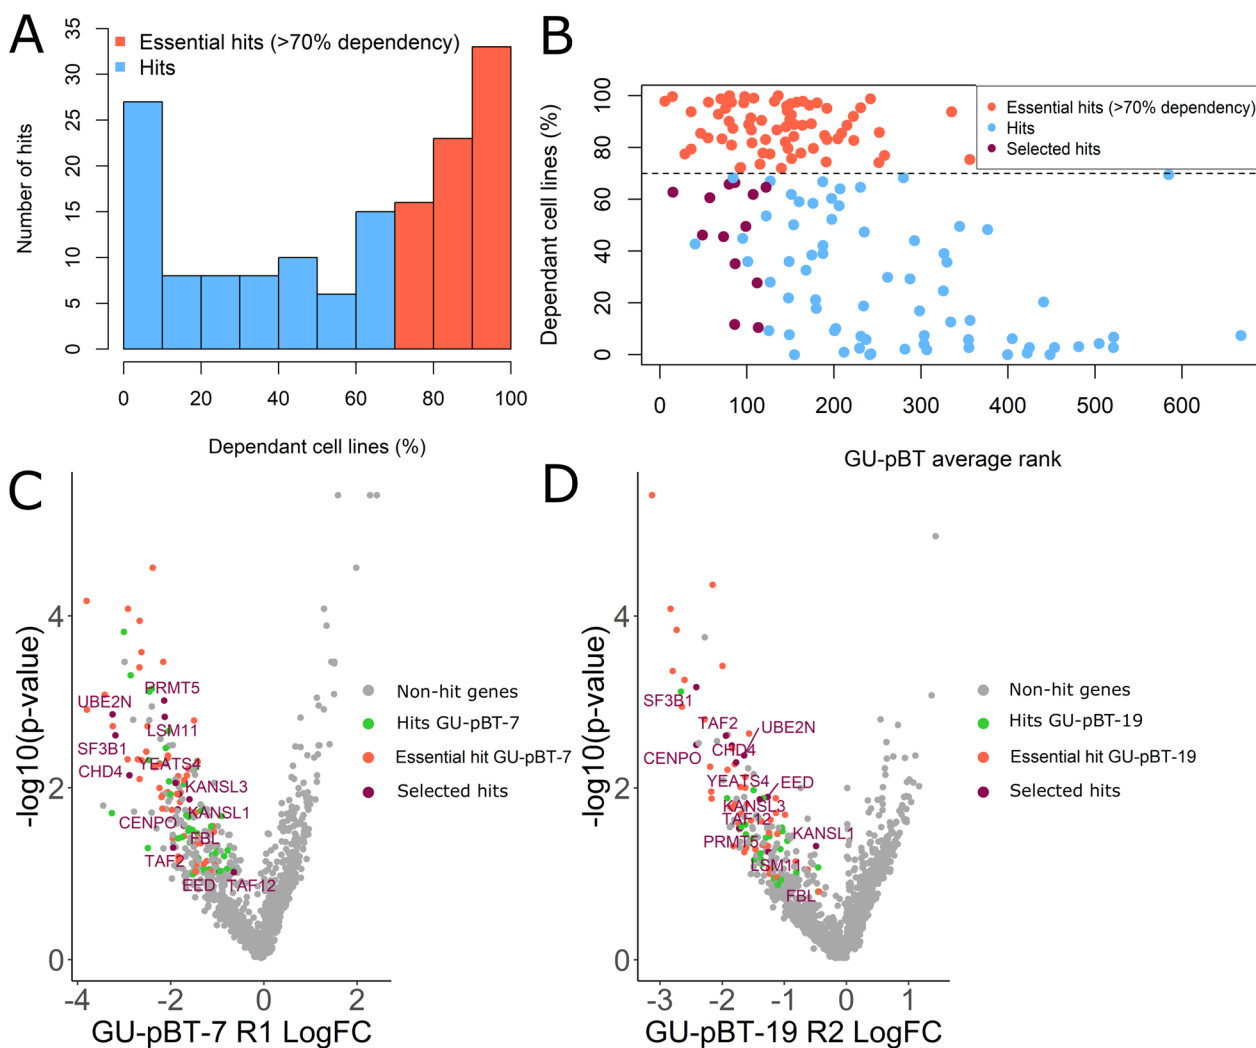 A
35
30
25
20
15
10
5
0
Number of hits
Essential hits (>70% dependency)
Hits
0 20 40 60 80 100
Dependant cell lines (%)
B
100
80
60
40
20
0
Dependant cell lines (%)
Essential hits (>70% dependency)
Hits
Selected hits
0 100 200 300 400 500 600
GU-pBT average rank
C
-log10(p-value)
4
2
0
PRMT5
UBE2N
LSM11
SF3B1
YEATS4
CHD4
KANSL3
KANSL1
CENPO
FBL
TAF2
EED
TAF12
Non-hit genes
Hits GU-pBT-7
Essential hit GU-pBT-7
Selected hits
-4 -2 0 2
GU-pBT-7 R1 LogFC
D
-log10(p-value)
4
2
0
SF3B1
TAF2
UBE2N
CHD4
CENPO
YEATS4
EED
KANSL3
TAF12
KANSL1
PRMT5
LSM11
FBL
Non-hit genes
Hits GU-pBT-19
Essential hit GU-pBT-19
Selected hits
-3 -2 -1 0 1
GU-pBT-19 R2 LogFC